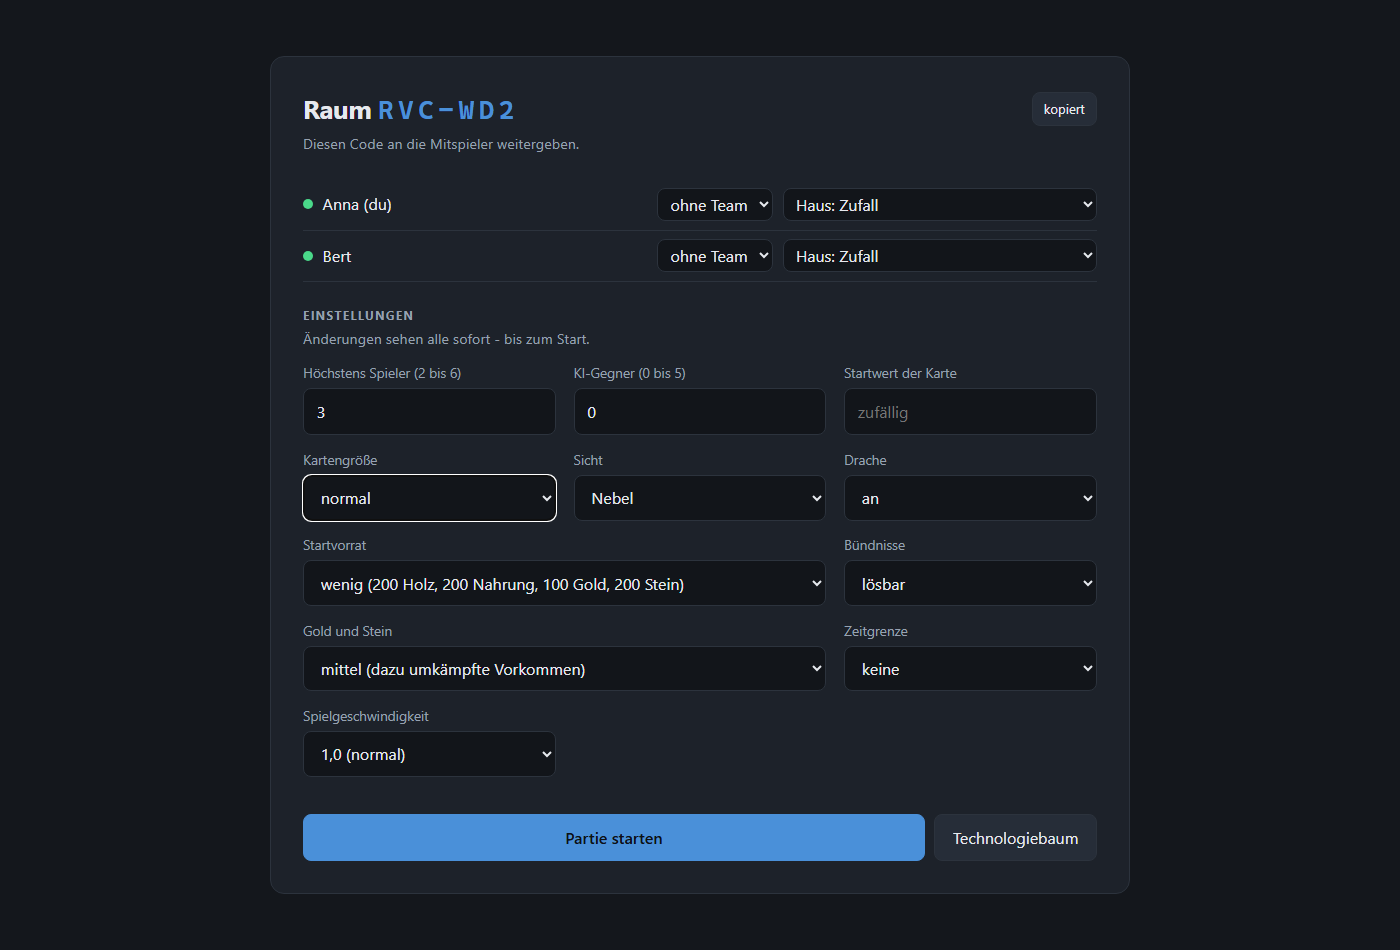 Raum RVC-WD2
kopiert
Diesen Code an die Mitspieler weitergeben.
Anna (du)
ohne Team
Haus: Zufall
Bert
ohne Team
Haus: Zufall
EINSTELLUNGEN
Änderungen sehen alle sofort - bis zum Start.
Höchstens Spieler (2 bis 6)
KI-Gegner (0 bis 5)
Startwert der Karte
3
0
zufällig
Kartengröße
Sicht
Drache
normal
Nebel
an
Startvorrat
Bündnisse
wenig (200 Holz, 200 Nahrung, 100 Gold, 200 Stein)
lösbar
Gold und Stein
Zeitgrenze
mittel (dazu umkämpfte Vorkommen)
keine
Spielgeschwindigkeit
1,0 (normal)
Partie starten
Technologiebaum